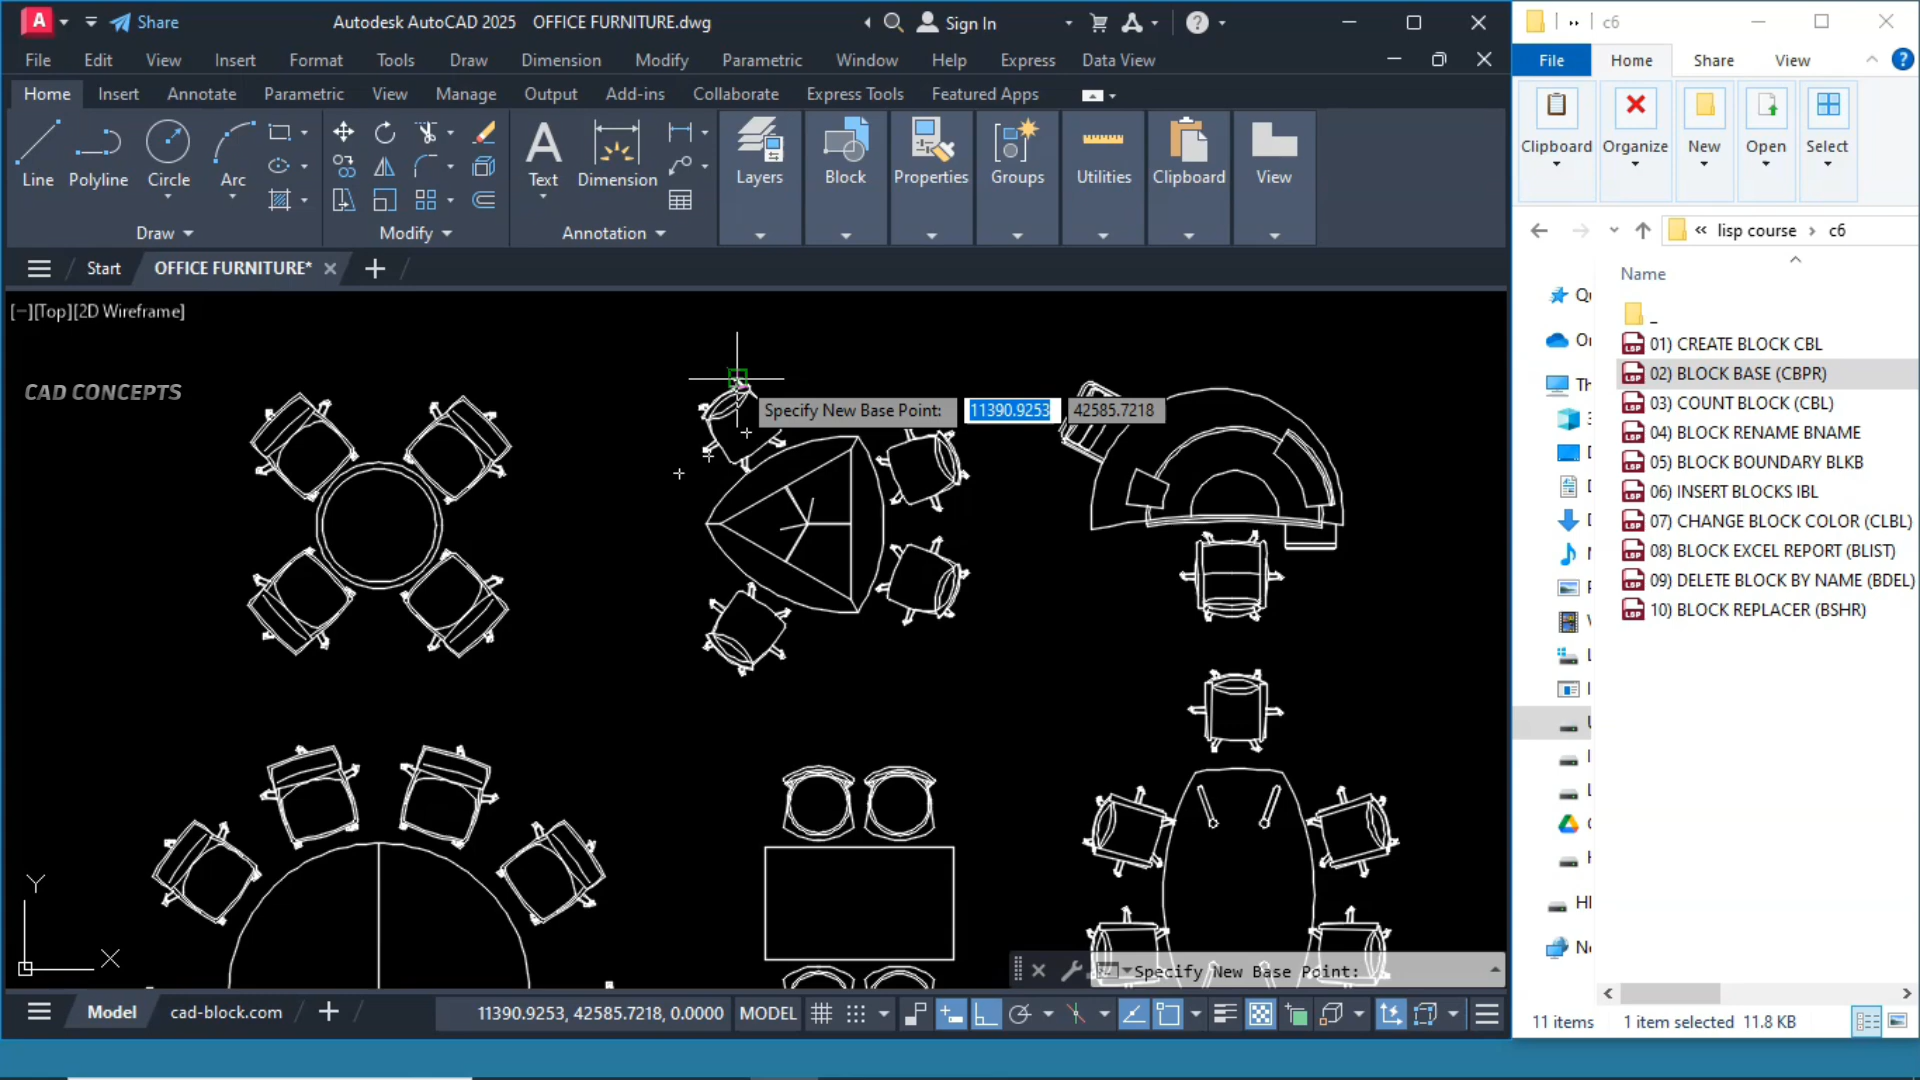 Share
Autodesk AutoCAD 2025 OFFICE FURNITURE.dwg
Sign In
File Edit View Insert Format Tools Draw Dimension Modify Parametric Window Help Express Data View
Home Insert Annotate Parametric View Manage Output Add-ins Collaborate Express Tools Featured Apps
Line Polyline Circle Arc
Text Dimension
Layers Block Properties Groups Utilities Clipboard View
Draw Modify Annotation
Start OFFICE FURNITURE*
[−][Top][2D Wireframe]
CAD CONCEPTS
Specify New Base Point: 11390.9253 42585.7218
Y
X
Specify New Base Point:
Model cad-block.com
11390.9253, 42585.7218, 0.0000 MODEL
c6
File Home Share View
Clipboard Organize New Open Select
« lisp course › c6
Name
_
01) CREATE BLOCK CBL
02) BLOCK BASE (CBPR)
03) COUNT BLOCK (CBL)
04) BLOCK RENAME BNAME
05) BLOCK BOUNDARY BLKB
06) INSERT BLOCKS IBL
07) CHANGE BLOCK COLOR (CLBL)
08) BLOCK EXCEL REPORT (BLIST)
09) DELETE BLOCK BY NAME (BDEL)
10) BLOCK REPLACER (BSHR)
11 items 1 item selected 11.8 KB